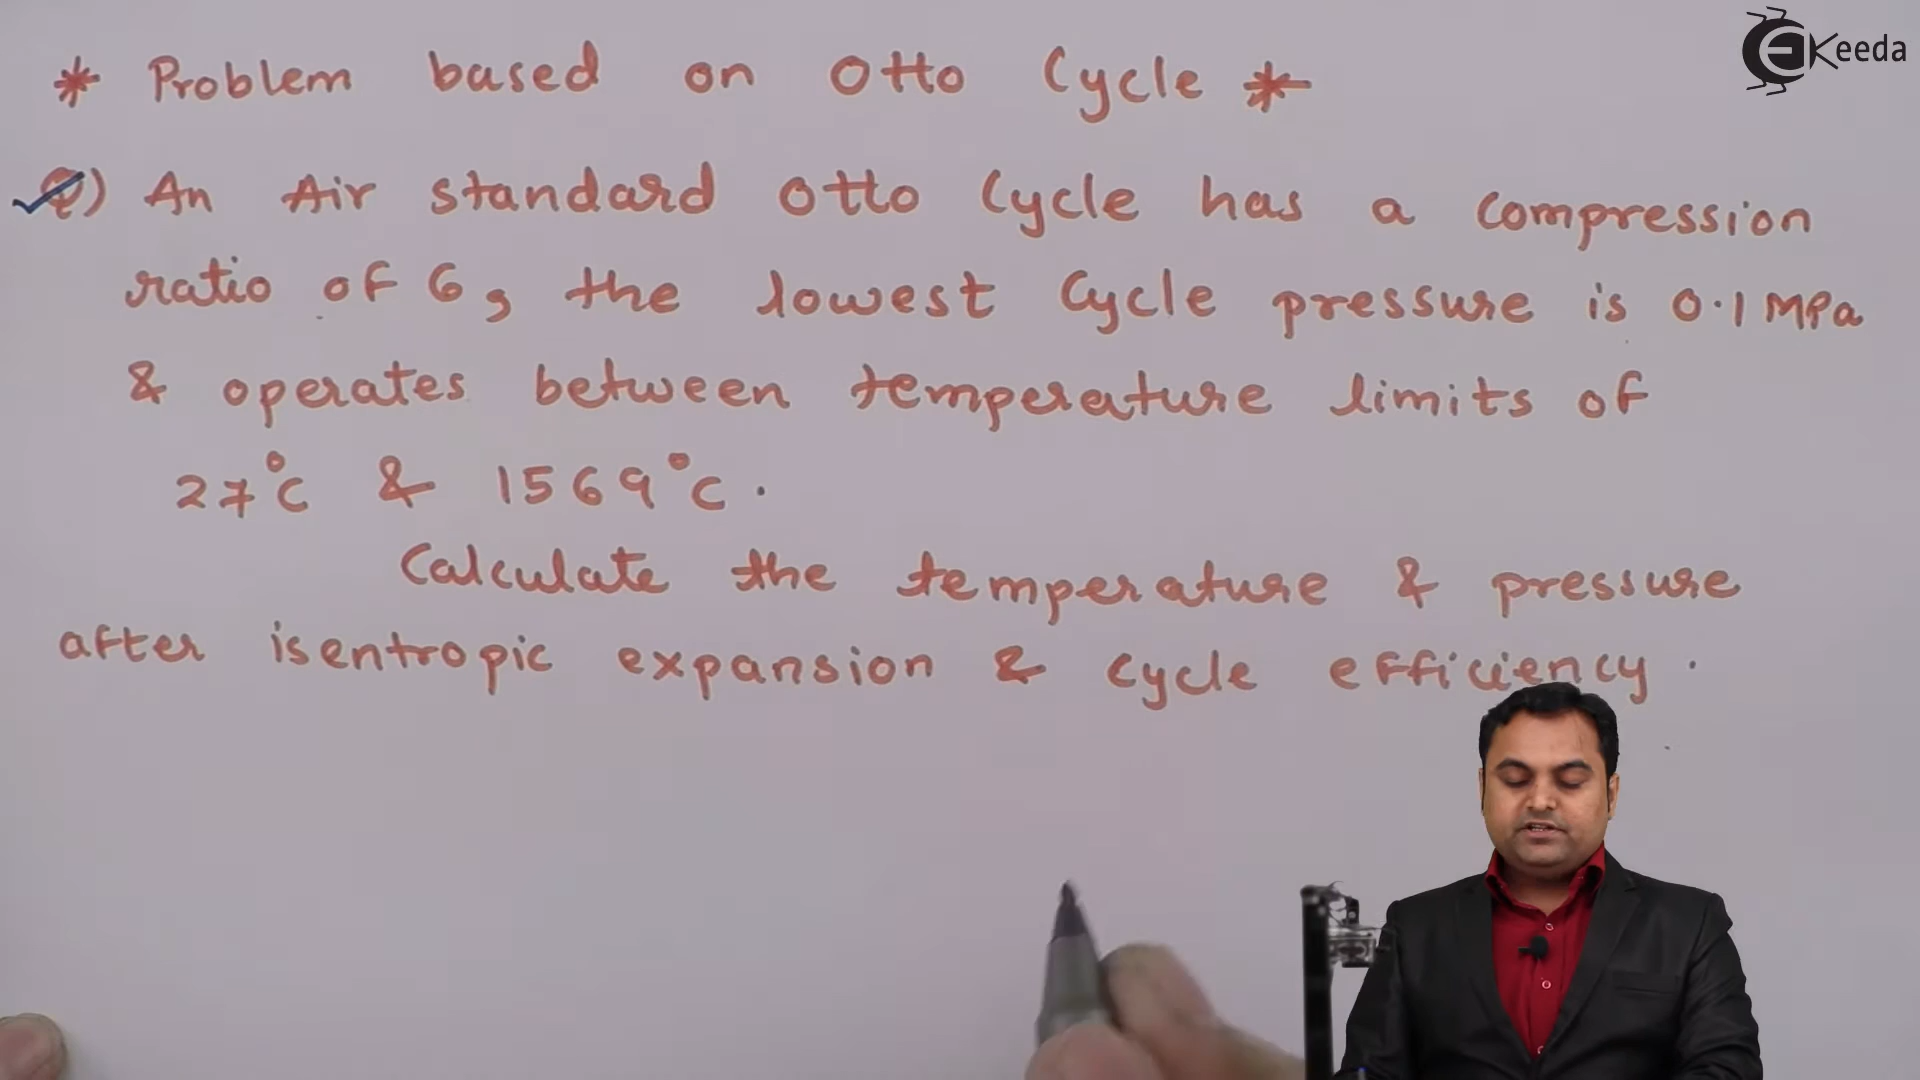 * Problem based on Otto Cycle *
Keeda
Q) An Air standard Otto Cycle has a compression
ratio of 6, the lowest Cycle pressure is 0.1 MPa
& operates between temperature limits of
27°C & 1569°C.
Calculate the temperature & pressure
after isentropic expansion & cycle efficiency.